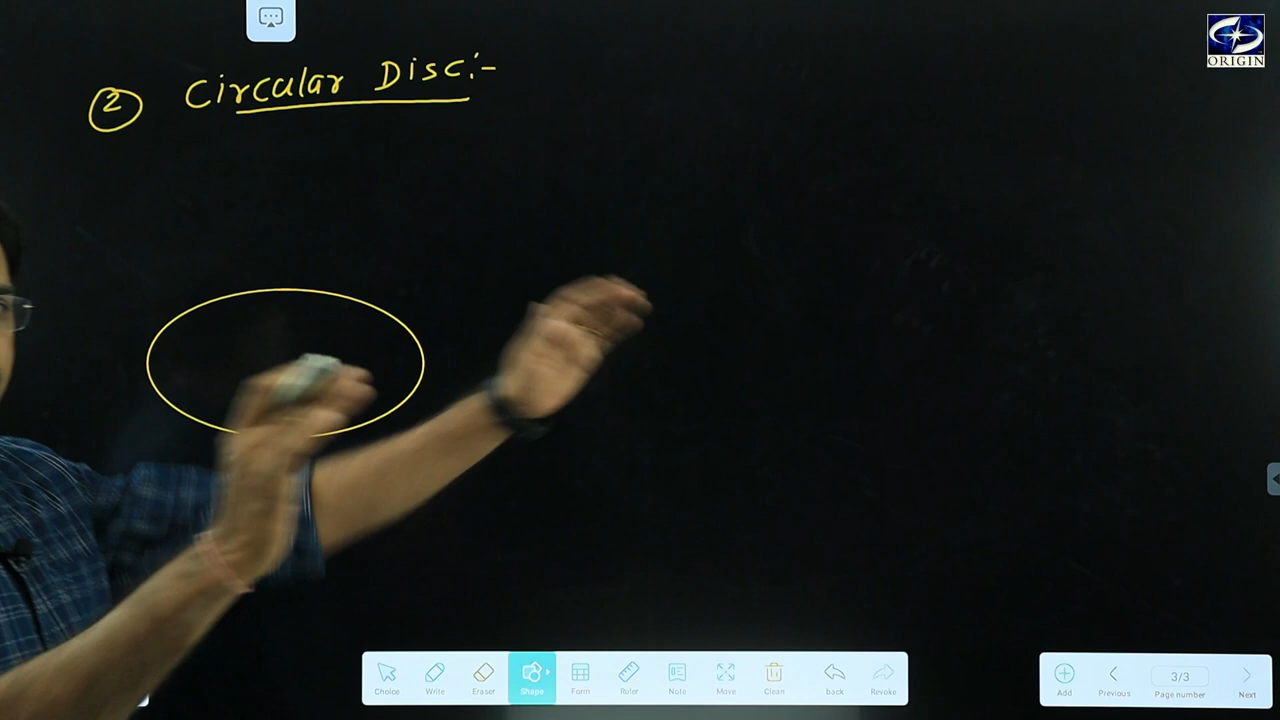 ORIGIN
② Circular Disc:-
Choice Write Eraser Shape Form Ruler Note Move Clean back Revoke
Add Previous 3/3 Page number Next